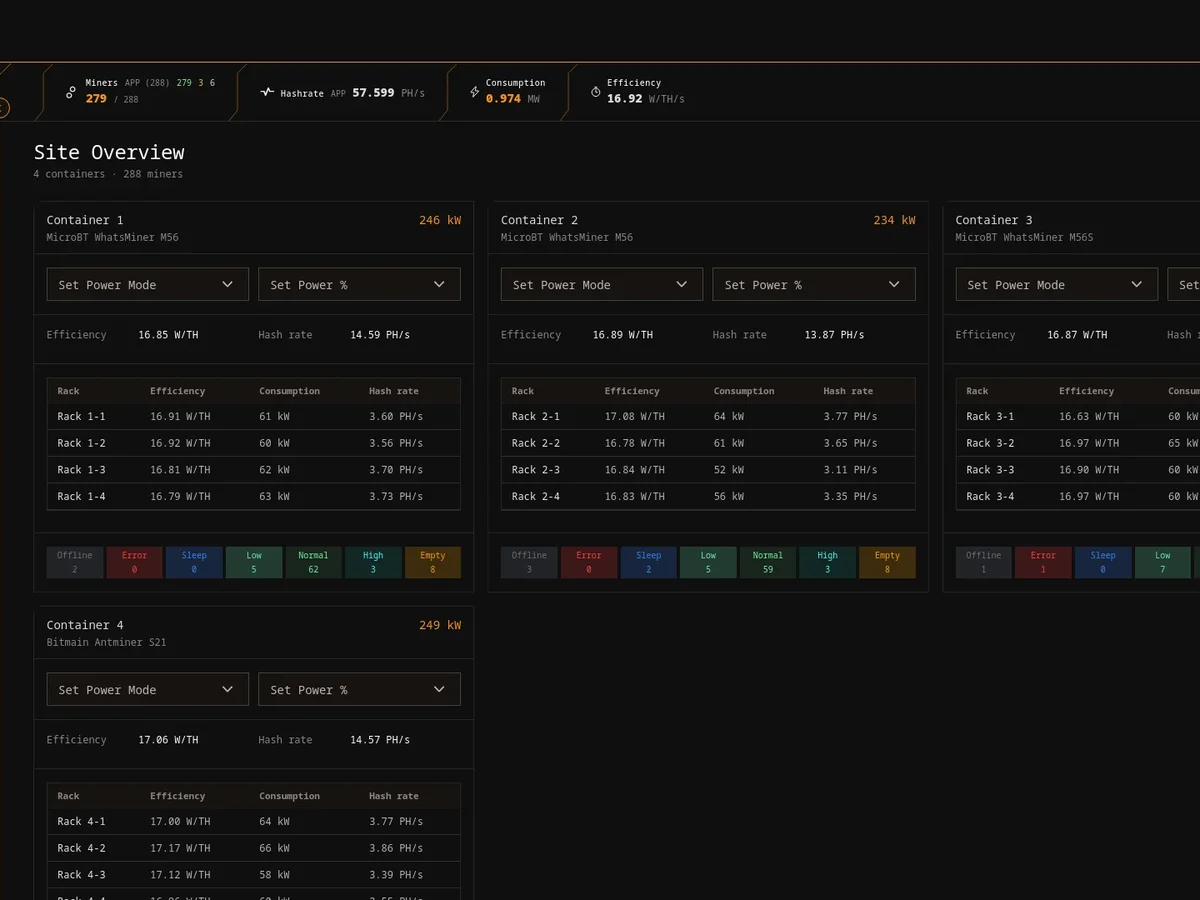 Miners APP (288) 279 3 6
279 / 288
Hashrate APP 57.599 PH/s
Consumption
0.974 MW
Efficiency
16.92 W/TH/s
Site Overview
4 containers · 288 miners
Container 1 246 kW
MicroBT WhatsMiner M56
Set Power Mode Set Power %
Efficiency 16.85 W/TH Hash rate 14.59 PH/s
Rack Efficiency Consumption Hash rate
Rack 1-1 16.91 W/TH 61 kW 3.60 PH/s
Rack 1-2 16.92 W/TH 60 kW 3.56 PH/s
Rack 1-3 16.81 W/TH 62 kW 3.70 PH/s
Rack 1-4 16.79 W/TH 63 kW 3.73 PH/s
Offline Error Sleep Low Normal High Empty
2 0 0 5 62 3 8
Container 2 234 kW
MicroBT WhatsMiner M56
Set Power Mode Set Power %
Efficiency 16.89 W/TH Hash rate 13.87 PH/s
Rack Efficiency Consumption Hash rate
Rack 2-1 17.08 W/TH 64 kW 3.77 PH/s
Rack 2-2 16.78 W/TH 61 kW 3.65 PH/s
Rack 2-3 16.84 W/TH 52 kW 3.11 PH/s
Rack 2-4 16.83 W/TH 56 kW 3.35 PH/s
Offline Error Sleep Low Normal High Empty
3 0 2 5 59 3 8
Container 3
MicroBT WhatsMiner M56S
Set Power Mode Set
Efficiency 16.87 W/TH Hash
Rack Efficiency
Rack 3-1 16.63 W/TH 60 kW
Rack 3-2 16.97 W/TH 65 kW
Rack 3-3 16.90 W/TH 60 kW
Rack 3-4 16.97 W/TH 60 kW
Offline Error Sleep Low
1 1 0 7
Container 4 249 kW
Bitmain Antminer S21
Set Power Mode Set Power %
Efficiency 17.06 W/TH Hash rate 14.57 PH/s
Rack Efficiency Consumption Hash rate
Rack 4-1 17.00 W/TH 64 kW 3.77 PH/s
Rack 4-2 17.17 W/TH 66 kW 3.86 PH/s
Rack 4-3 17.12 W/TH 58 kW 3.39 PH/s